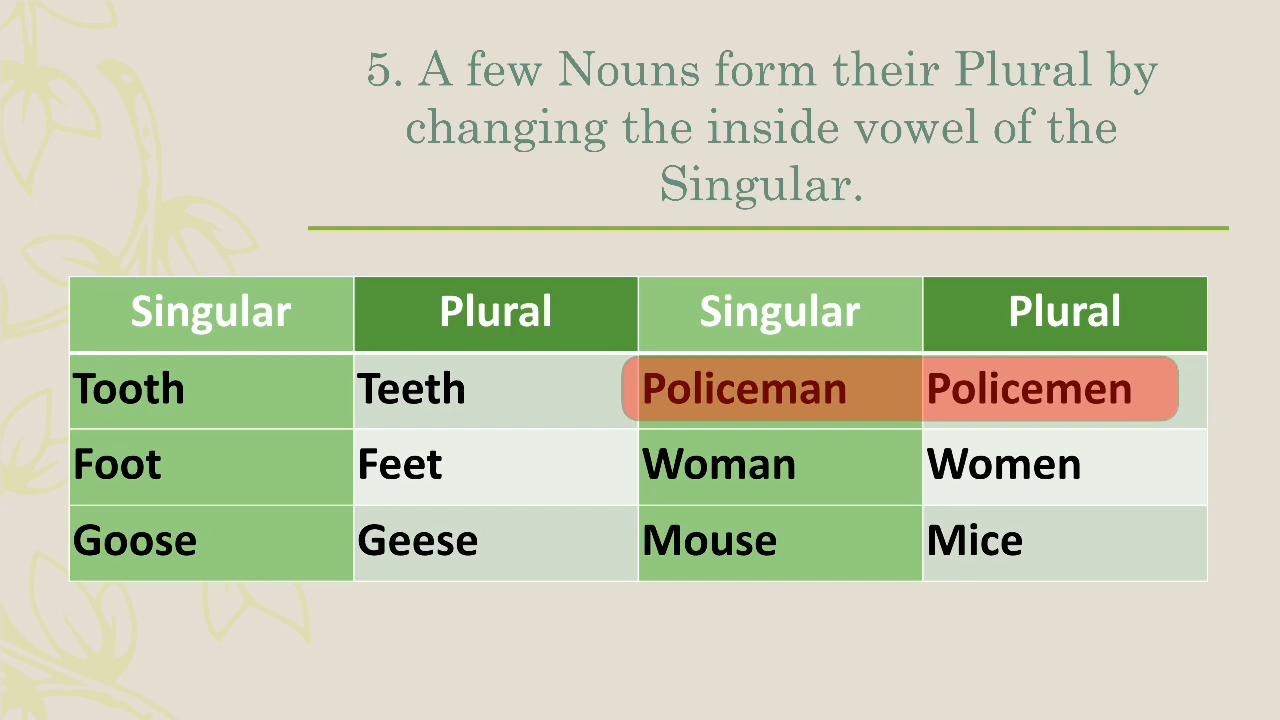 5. A few Nouns form their Plural by
changing the inside vowel of the
Singular.
Singular Plural Singular Plural
Tooth Teeth Policeman Policemen
Foot Feet Woman Women
Goose Geese Mouse Mice